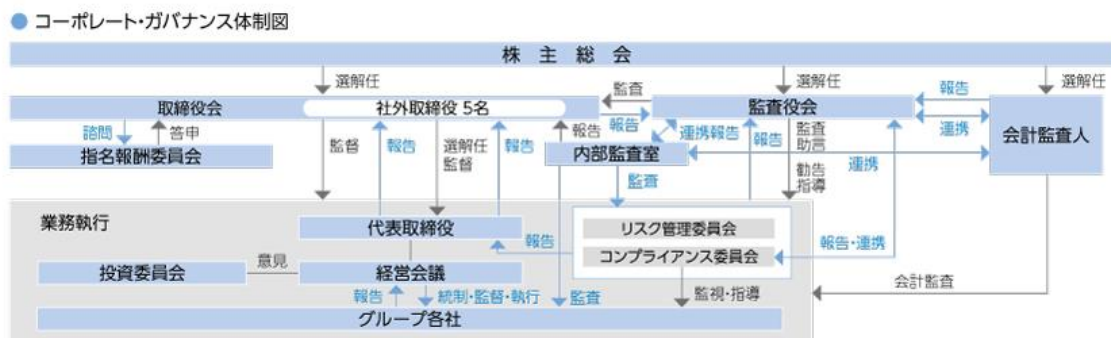 コーポレート・ガバナンス体制図
株主総会
選解任
選解任
選解任
取締役会
社外取締役 5名
監査
報告
監査役会
報告
連携
会計監査人
諮問
答申
指名報酬委員会
監督
報告
選解任
監督
報告
報告
連携報告
報告
監査
助言
連携
内部監査室
監査
勧告
指導
業務執行
代表取締役
報告
リスク管理委員会
コンプライアンス委員会
報告・連携
投資委員会
意見
経営会議
会計監査
報告
統制・監督・執行
監査
監視・指導
グループ各社